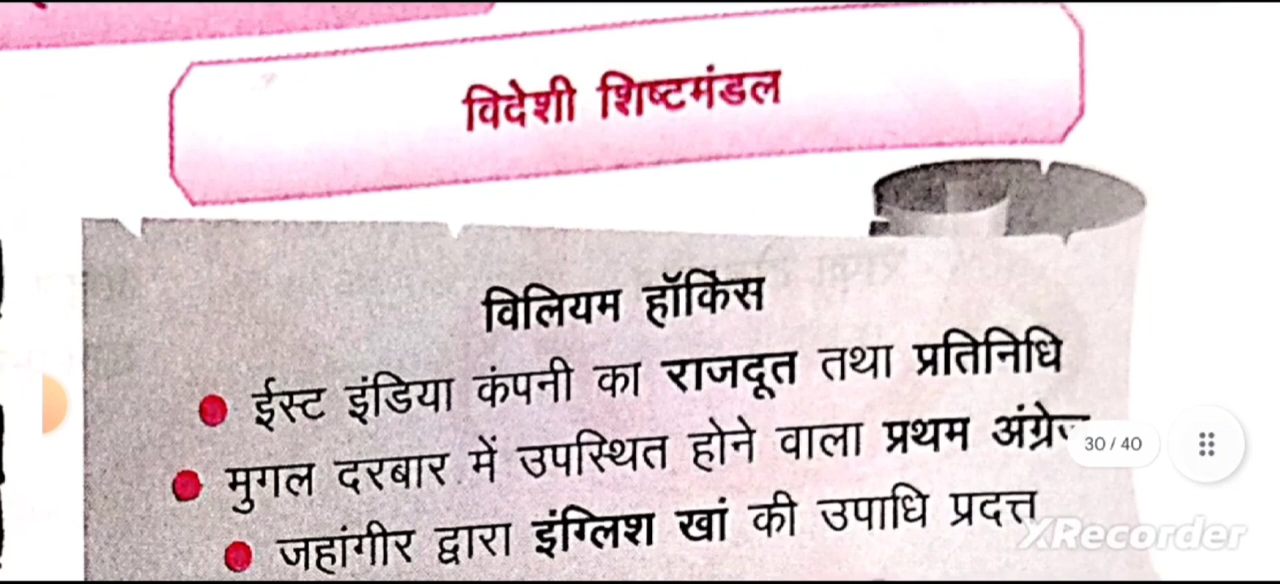 विदेशी शिष्टमंडल
विलियम हॉकिंस
ईस्ट इंडिया कंपनी का राजदूत तथा प्रतिनिधि
मुगल दरबार में उपस्थित होने वाला प्रथम
30 / 40
जहांगीर द्वारा इंग्लिश खां की उपाधि प्रदत्त
XRecorder